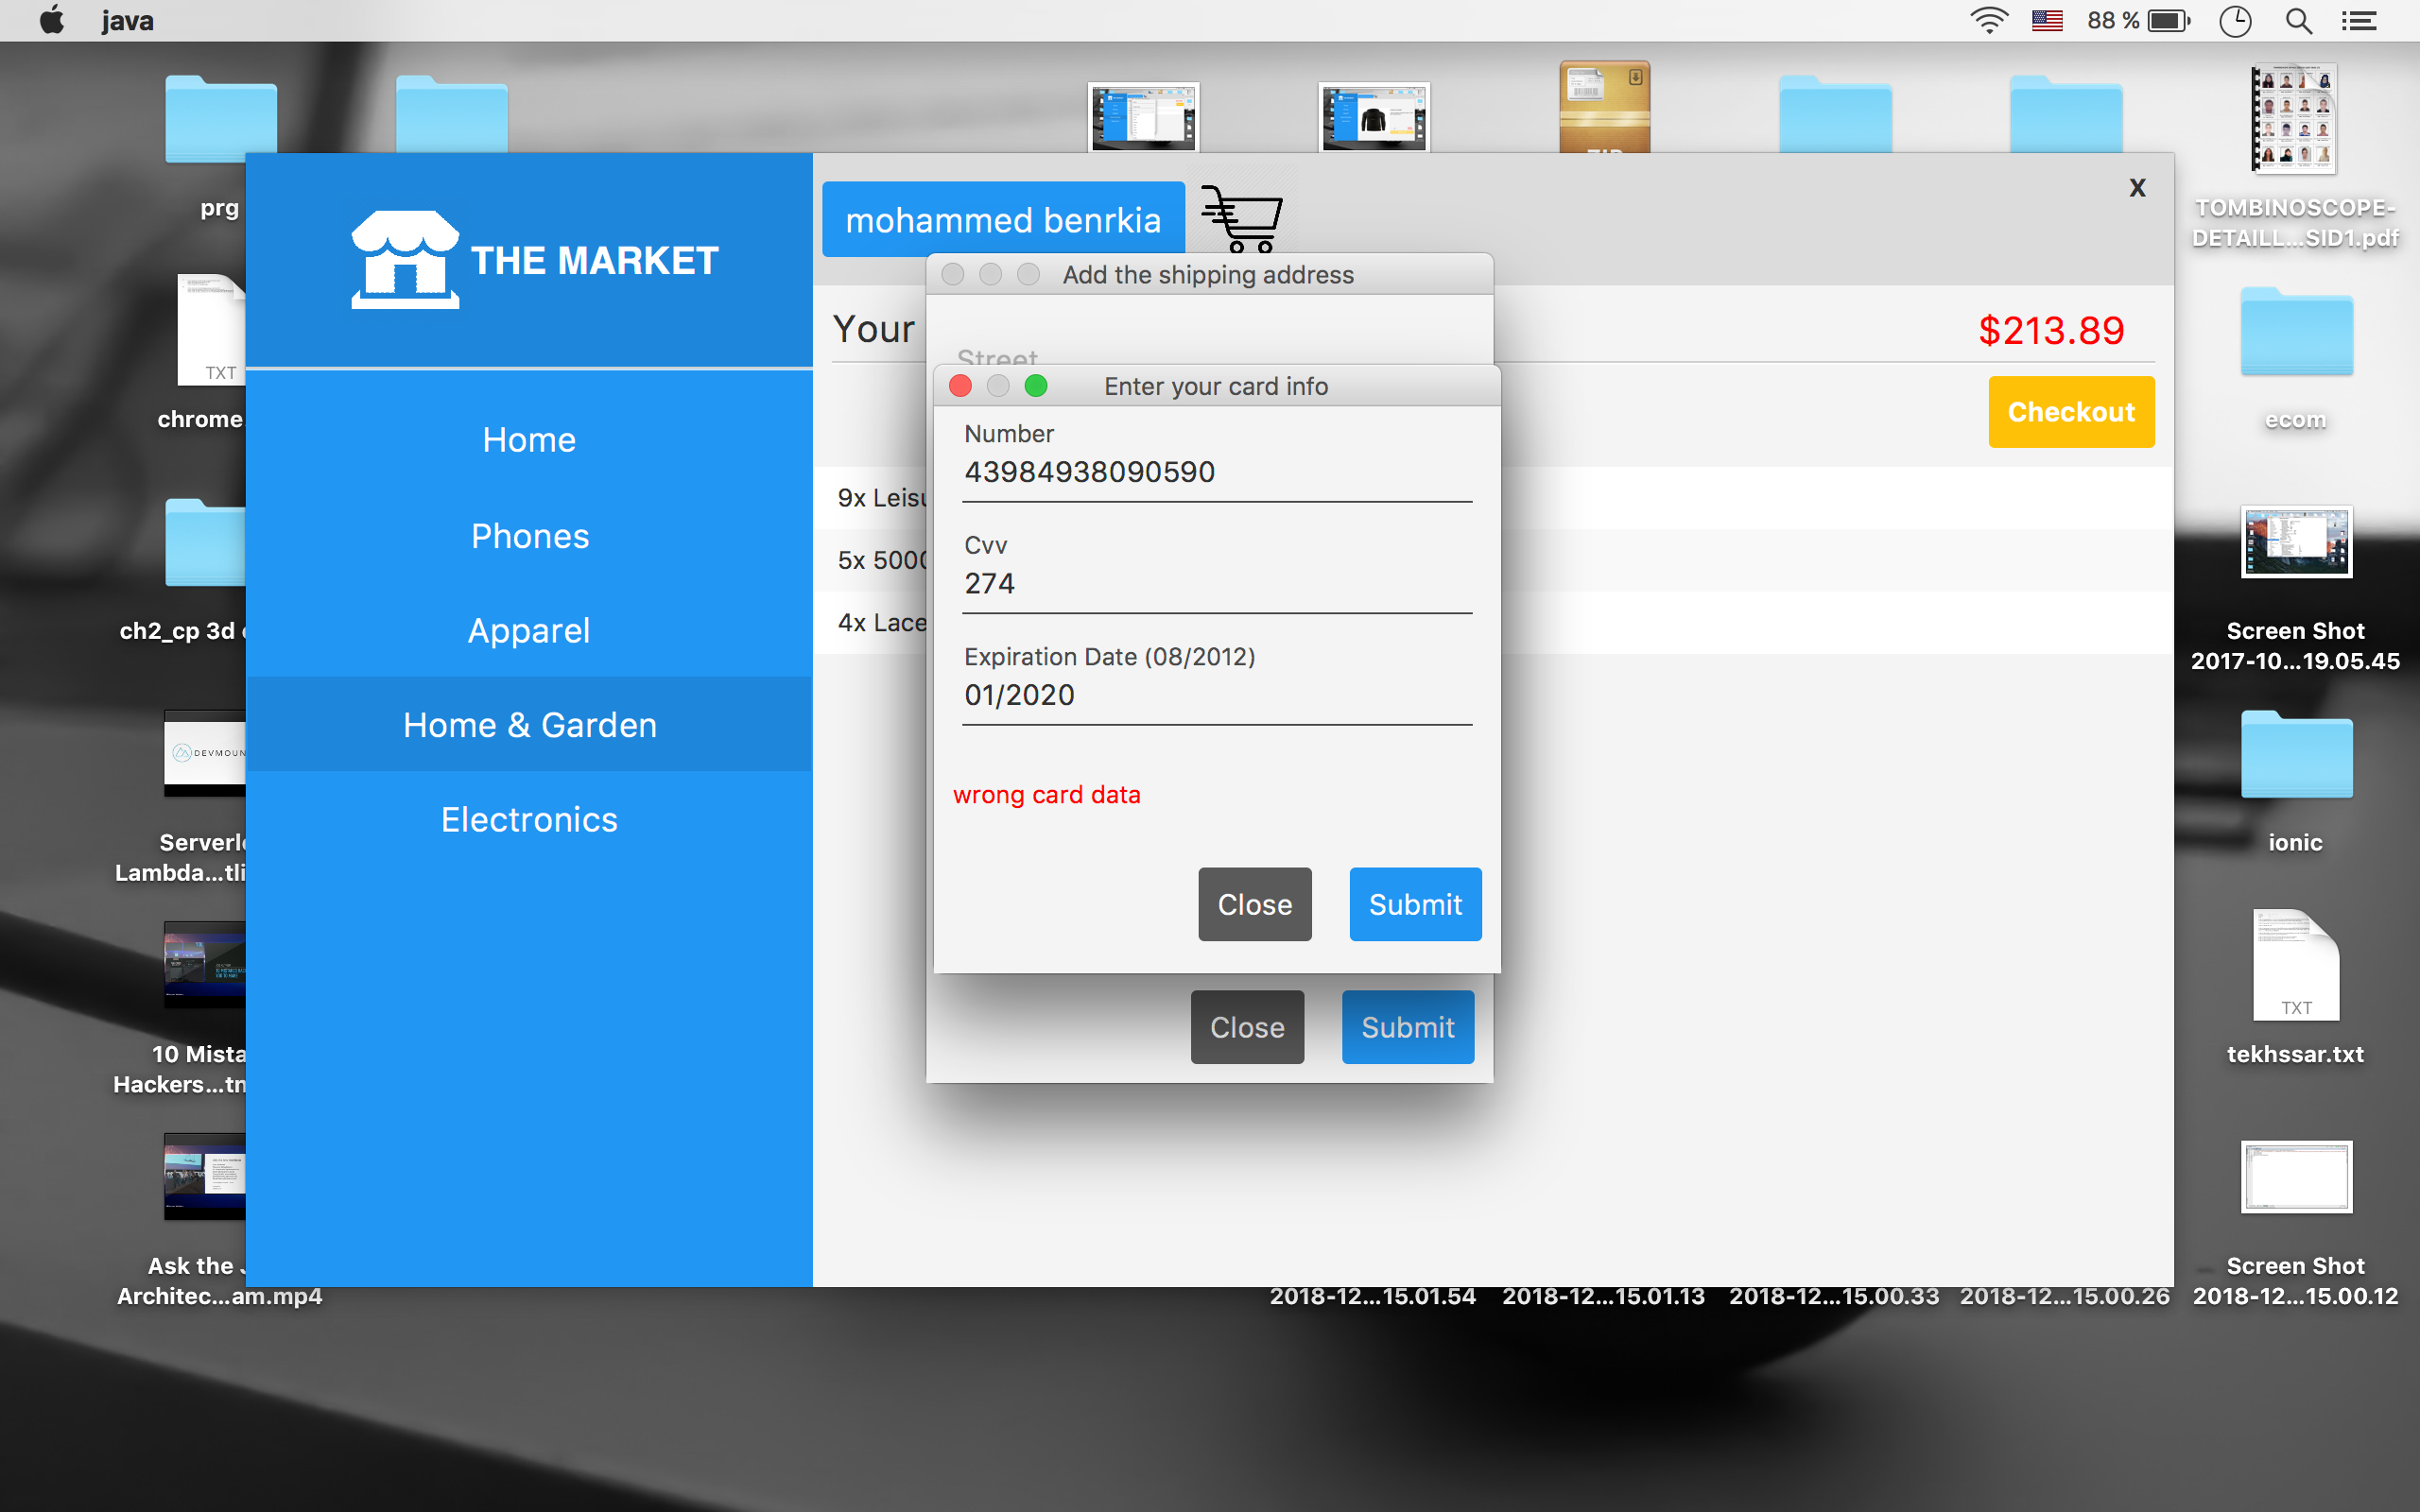 java
88 %
prg
TOMBINOSCOPE-
DETAILL...SID1.pdf
TXT
chrome.
ecom
ch2_cp 3d
Screen Shot
2017-10...19.05.45
DEVMOUN
Lambda...tli
ionic
10 Mista
Hackers...tn
TXT
tekhssar.txt
Ask the
Architec...am.mp4
2018-12...15.01.54
2018-12...15.01.13
2018-12...15.00.33
2018-12...15.00.26
Screen Shot
2018-12...15.00.12
THE MARKET
Home
Phones
Apparel
Home & Garden
Electronics
mohammed benrkia
x
Your
$213.89
Checkout
9x Leisu
5x 5000
4x Lace
Add the shipping address
Street
Enter your card info
Number
43984938090590
Cvv
274
Expiration Date (08/2012)
01/2020
wrong card data
Close
Submit
Close
Submit